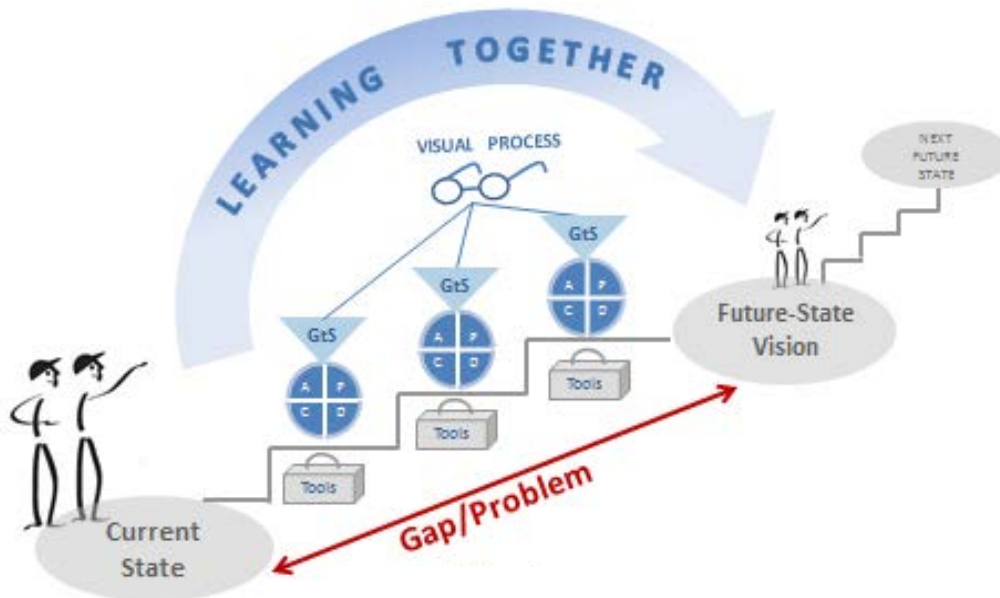 LEARNING TOGETHER
VISUAL PROCESS
NEXT
FUTURE
STATE
GtS
A P
C D
Tools
GtS
A P
C D
Tools
GtS
A P
C D
Tools
Future-State
Vision
Gap/Problem
Current
State